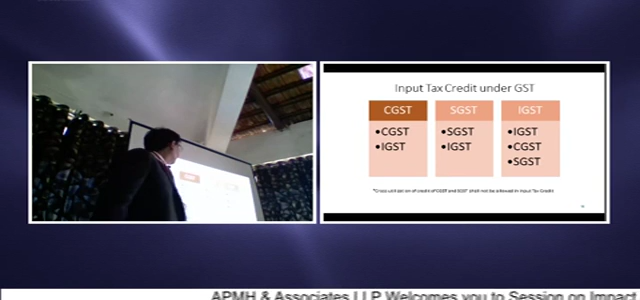 Input Tax Credit under GST
CGST
•CGST
•IGST
SGST
•SGST
•IGST
IGST
•IGST
•CGST
•SGST
*Cross utilization of credit of CGST and SGST shall not be allowed in Input Tax Credit
APMH & Associates LLP Welcomes you to Session on Impact